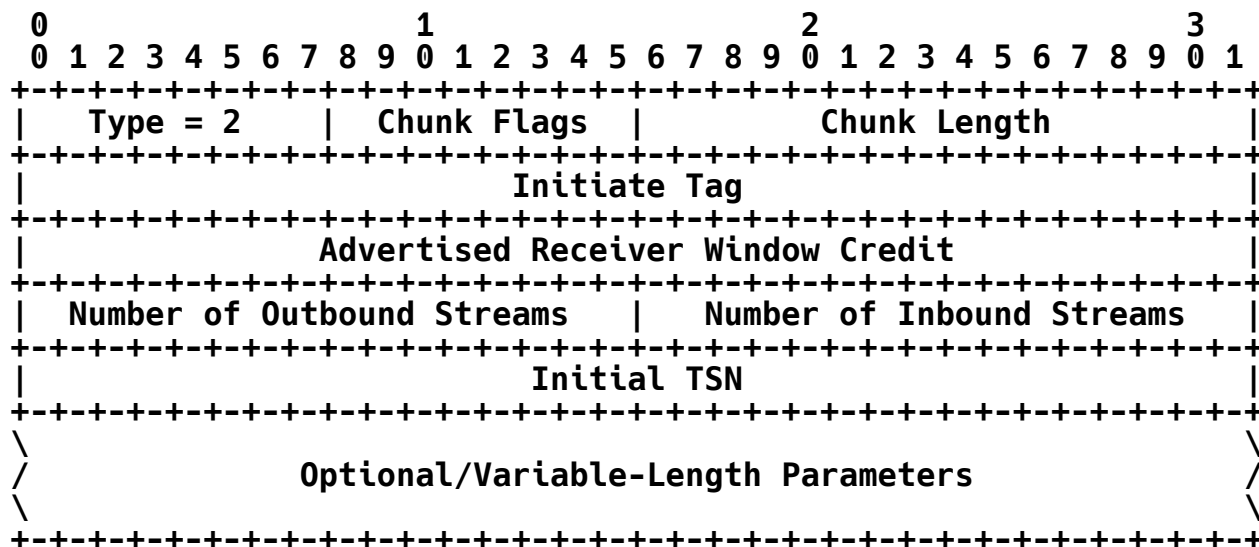 0                   1                   2                   3
 0 1 2 3 4 5 6 7 8 9 0 1 2 3 4 5 6 7 8 9 0 1 2 3 4 5 6 7 8 9 0 1
+-+-+-+-+-+-+-+-+-+-+-+-+-+-+-+-+-+-+-+-+-+-+-+-+-+-+-+-+-+-+-+-+
|   Type = 2    |  Chunk Flags  |         Chunk Length          |
+-+-+-+-+-+-+-+-+-+-+-+-+-+-+-+-+-+-+-+-+-+-+-+-+-+-+-+-+-+-+-+-+
|                         Initiate Tag                          |
+-+-+-+-+-+-+-+-+-+-+-+-+-+-+-+-+-+-+-+-+-+-+-+-+-+-+-+-+-+-+-+-+
|               Advertised Receiver Window Credit               |
+-+-+-+-+-+-+-+-+-+-+-+-+-+-+-+-+-+-+-+-+-+-+-+-+-+-+-+-+-+-+-+-+
|  Number of Outbound Streams   |   Number of Inbound Streams   |
+-+-+-+-+-+-+-+-+-+-+-+-+-+-+-+-+-+-+-+-+-+-+-+-+-+-+-+-+-+-+-+-+
|                          Initial TSN                          |
+-+-+-+-+-+-+-+-+-+-+-+-+-+-+-+-+-+-+-+-+-+-+-+-+-+-+-+-+-+-+-+-+
\                                                               \
/              Optional/Variable-Length Parameters              /
\                                                               \
+-+-+-+-+-+-+-+-+-+-+-+-+-+-+-+-+-+-+-+-+-+-+-+-+-+-+-+-+-+-+-+-+